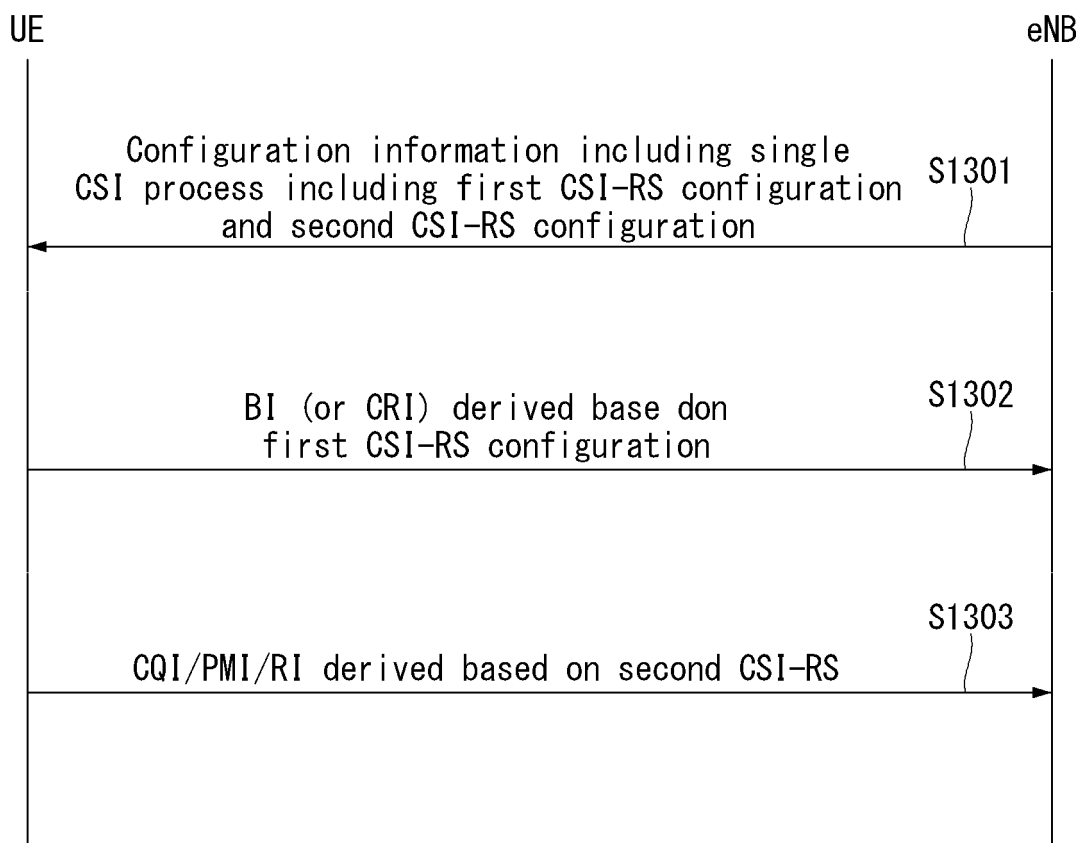 UE
eNB
Configuration information including single
CSI process including first CSI-RS configuration
and second CSI-RS configuration
S1301
BI (or CRI) derived base don
first CSI-RS configuration
S1302
CQI/PMI/RI derived based on second CSI-RS
S1303